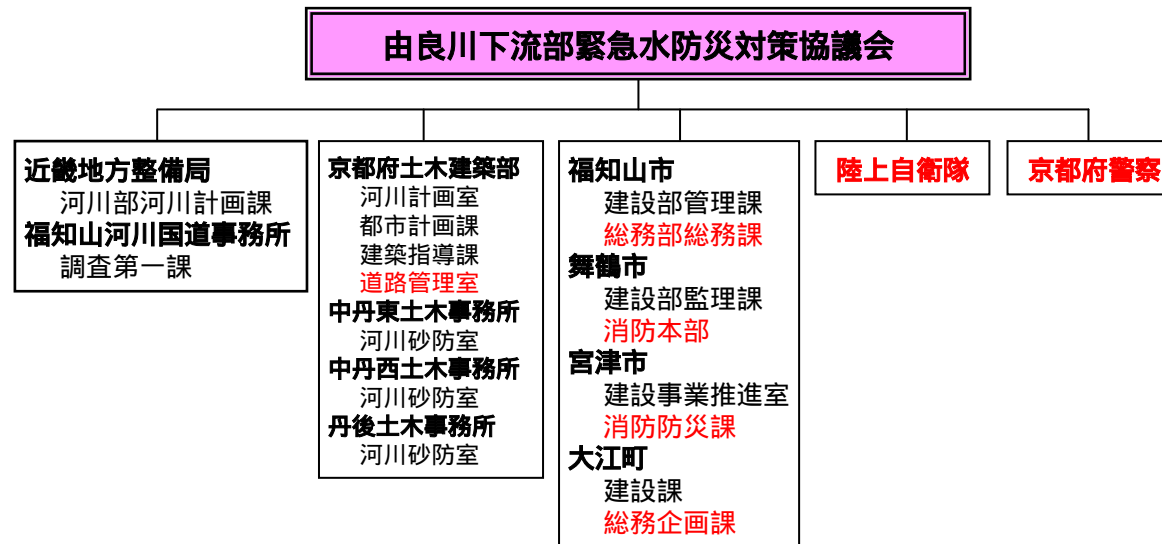 由良川下流部緊急水防災対策協議会
近畿地方整備局
河川部河川計画課
福知山河川国道事務所
調査第一課
京都府土木建築部
河川計画室
都市計画課
建築指導課
道路管理室
中丹東土木事務所
河川砂防室
中丹西土木事務所
河川砂防室
丹後土木事務所
河川砂防室
福知山市
建設部管理課
総務部総務課
舞鶴市
建設部監理課
消防本部
宮津市
建設事業推進室
消防防災課
大江町
建設課
総務企画課
陸上自衛隊
京都府警察